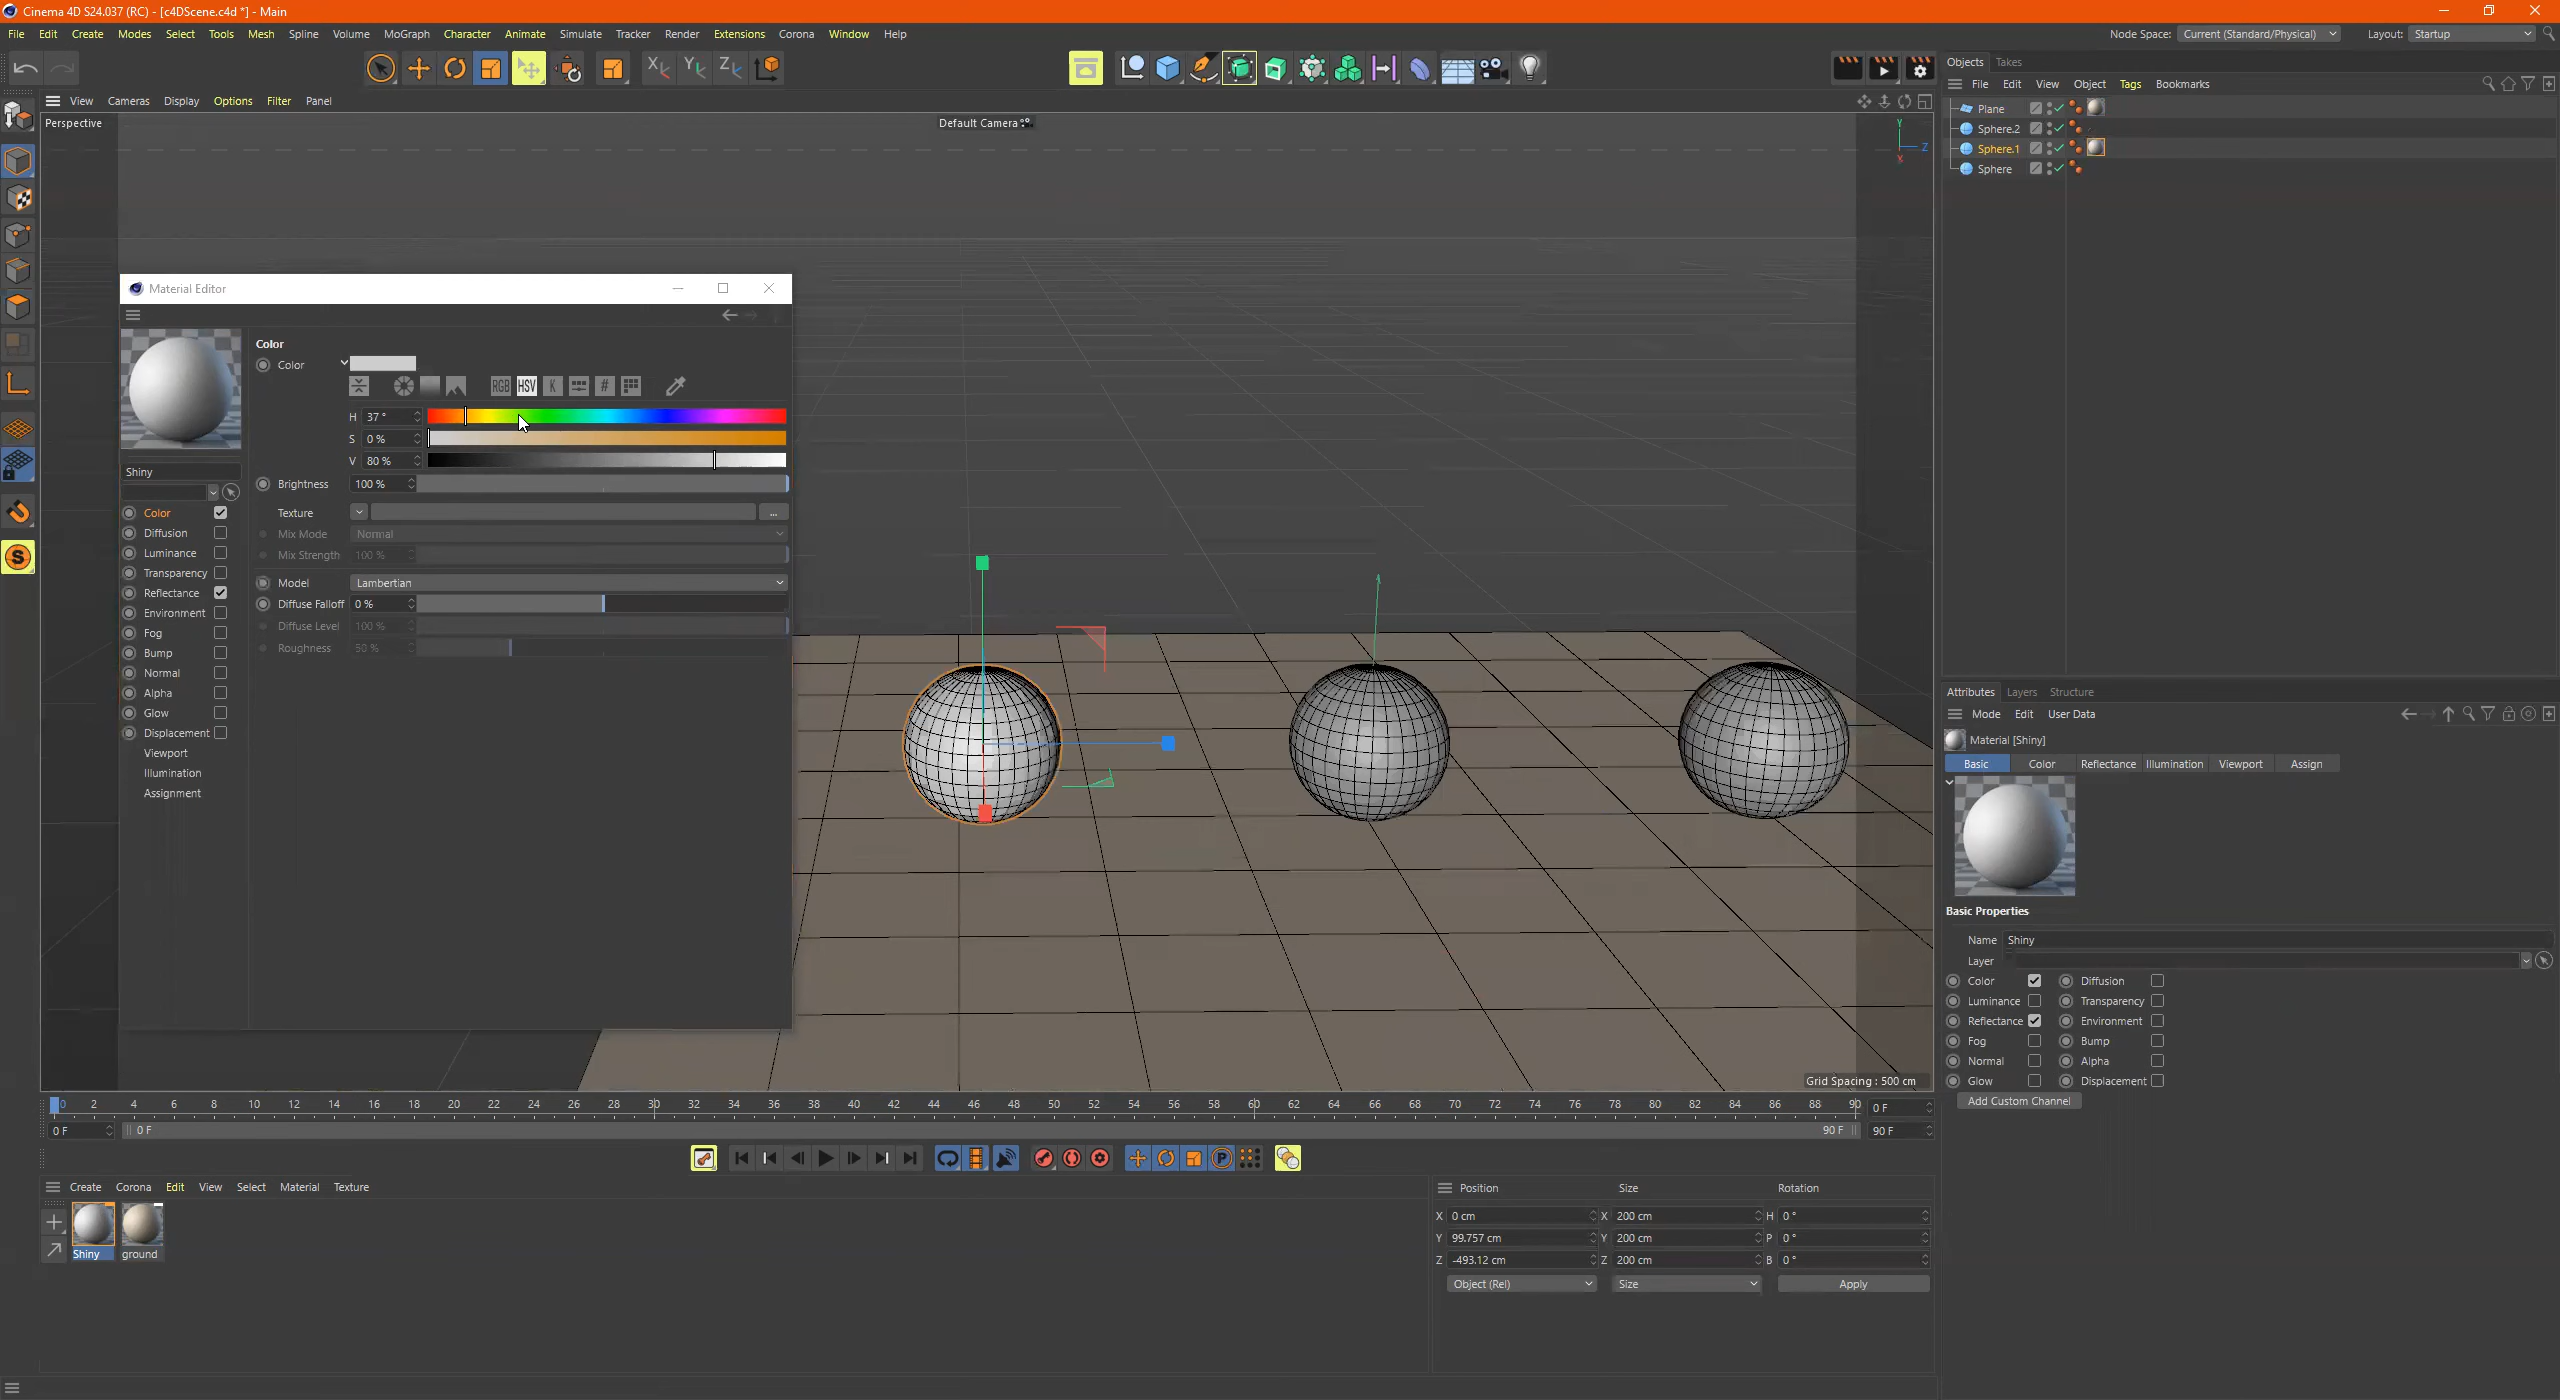 Cinema 4D S24.037 (RC) - [c4DScene.c4d *] - Main
File Edit Create Modes Select Tools Mesh Spline Volume MoGraph Character Animate Simulate Tracker Render Extensions Corona Window Help
Node Space: Current (Standard/Physical) Layout: Startup
X Y Z
View Cameras Display Options Filter Panel
Perspective
Default Camera
Y
Z
X
Objects Takes
File Edit View Object Tags Bookmarks
Plane
Sphere.2
Sphere.1
Sphere
Material Editor
Color
Color
RGB HSV K #
H 37 °
S 0 %
V 80 %
Brightness 100 %
Texture ...
Mix Mode Normal
Mix Strength 100 %
Model Lambertian
Diffuse Falloff 0 %
Diffuse Level 100 %
Roughness 50 %
Shiny
Color
Diffusion
Luminance
Transparency
Reflectance
Environment
Fog
Bump
Normal
Alpha
Glow
Displacement
Viewport
Illumination
Assignment
S
Grid Spacing : 500 cm
Attributes Layers Structure
Mode Edit User Data
Material [Shiny]
Basic Color Reflectance Illumination Viewport Assign
Basic Properties
Name Shiny
Layer
Color Diffusion
Luminance Transparency
Reflectance Environment
Fog Bump
Normal Alpha
Glow Displacement
Add Custom Channel
0 2 4 6 8 10 12 14 16 18 20 22 24 26 28 30 32 34 36 38 40 42 44 46 48 50 52 54 56 58 60 62 64 66 68 70 72 74 76 78 80 82 84 86 88 90 0 F
0 F 0 F 90 F 90 F
P
Create Corona Edit View Select Material Texture
Shiny ground
Position Size Rotation
X 0 cm X 200 cm H 0 °
Y 99.757 cm Y 200 cm P 0 °
Z -493.12 cm Z 200 cm B 0 °
Object (Rel) Size Apply